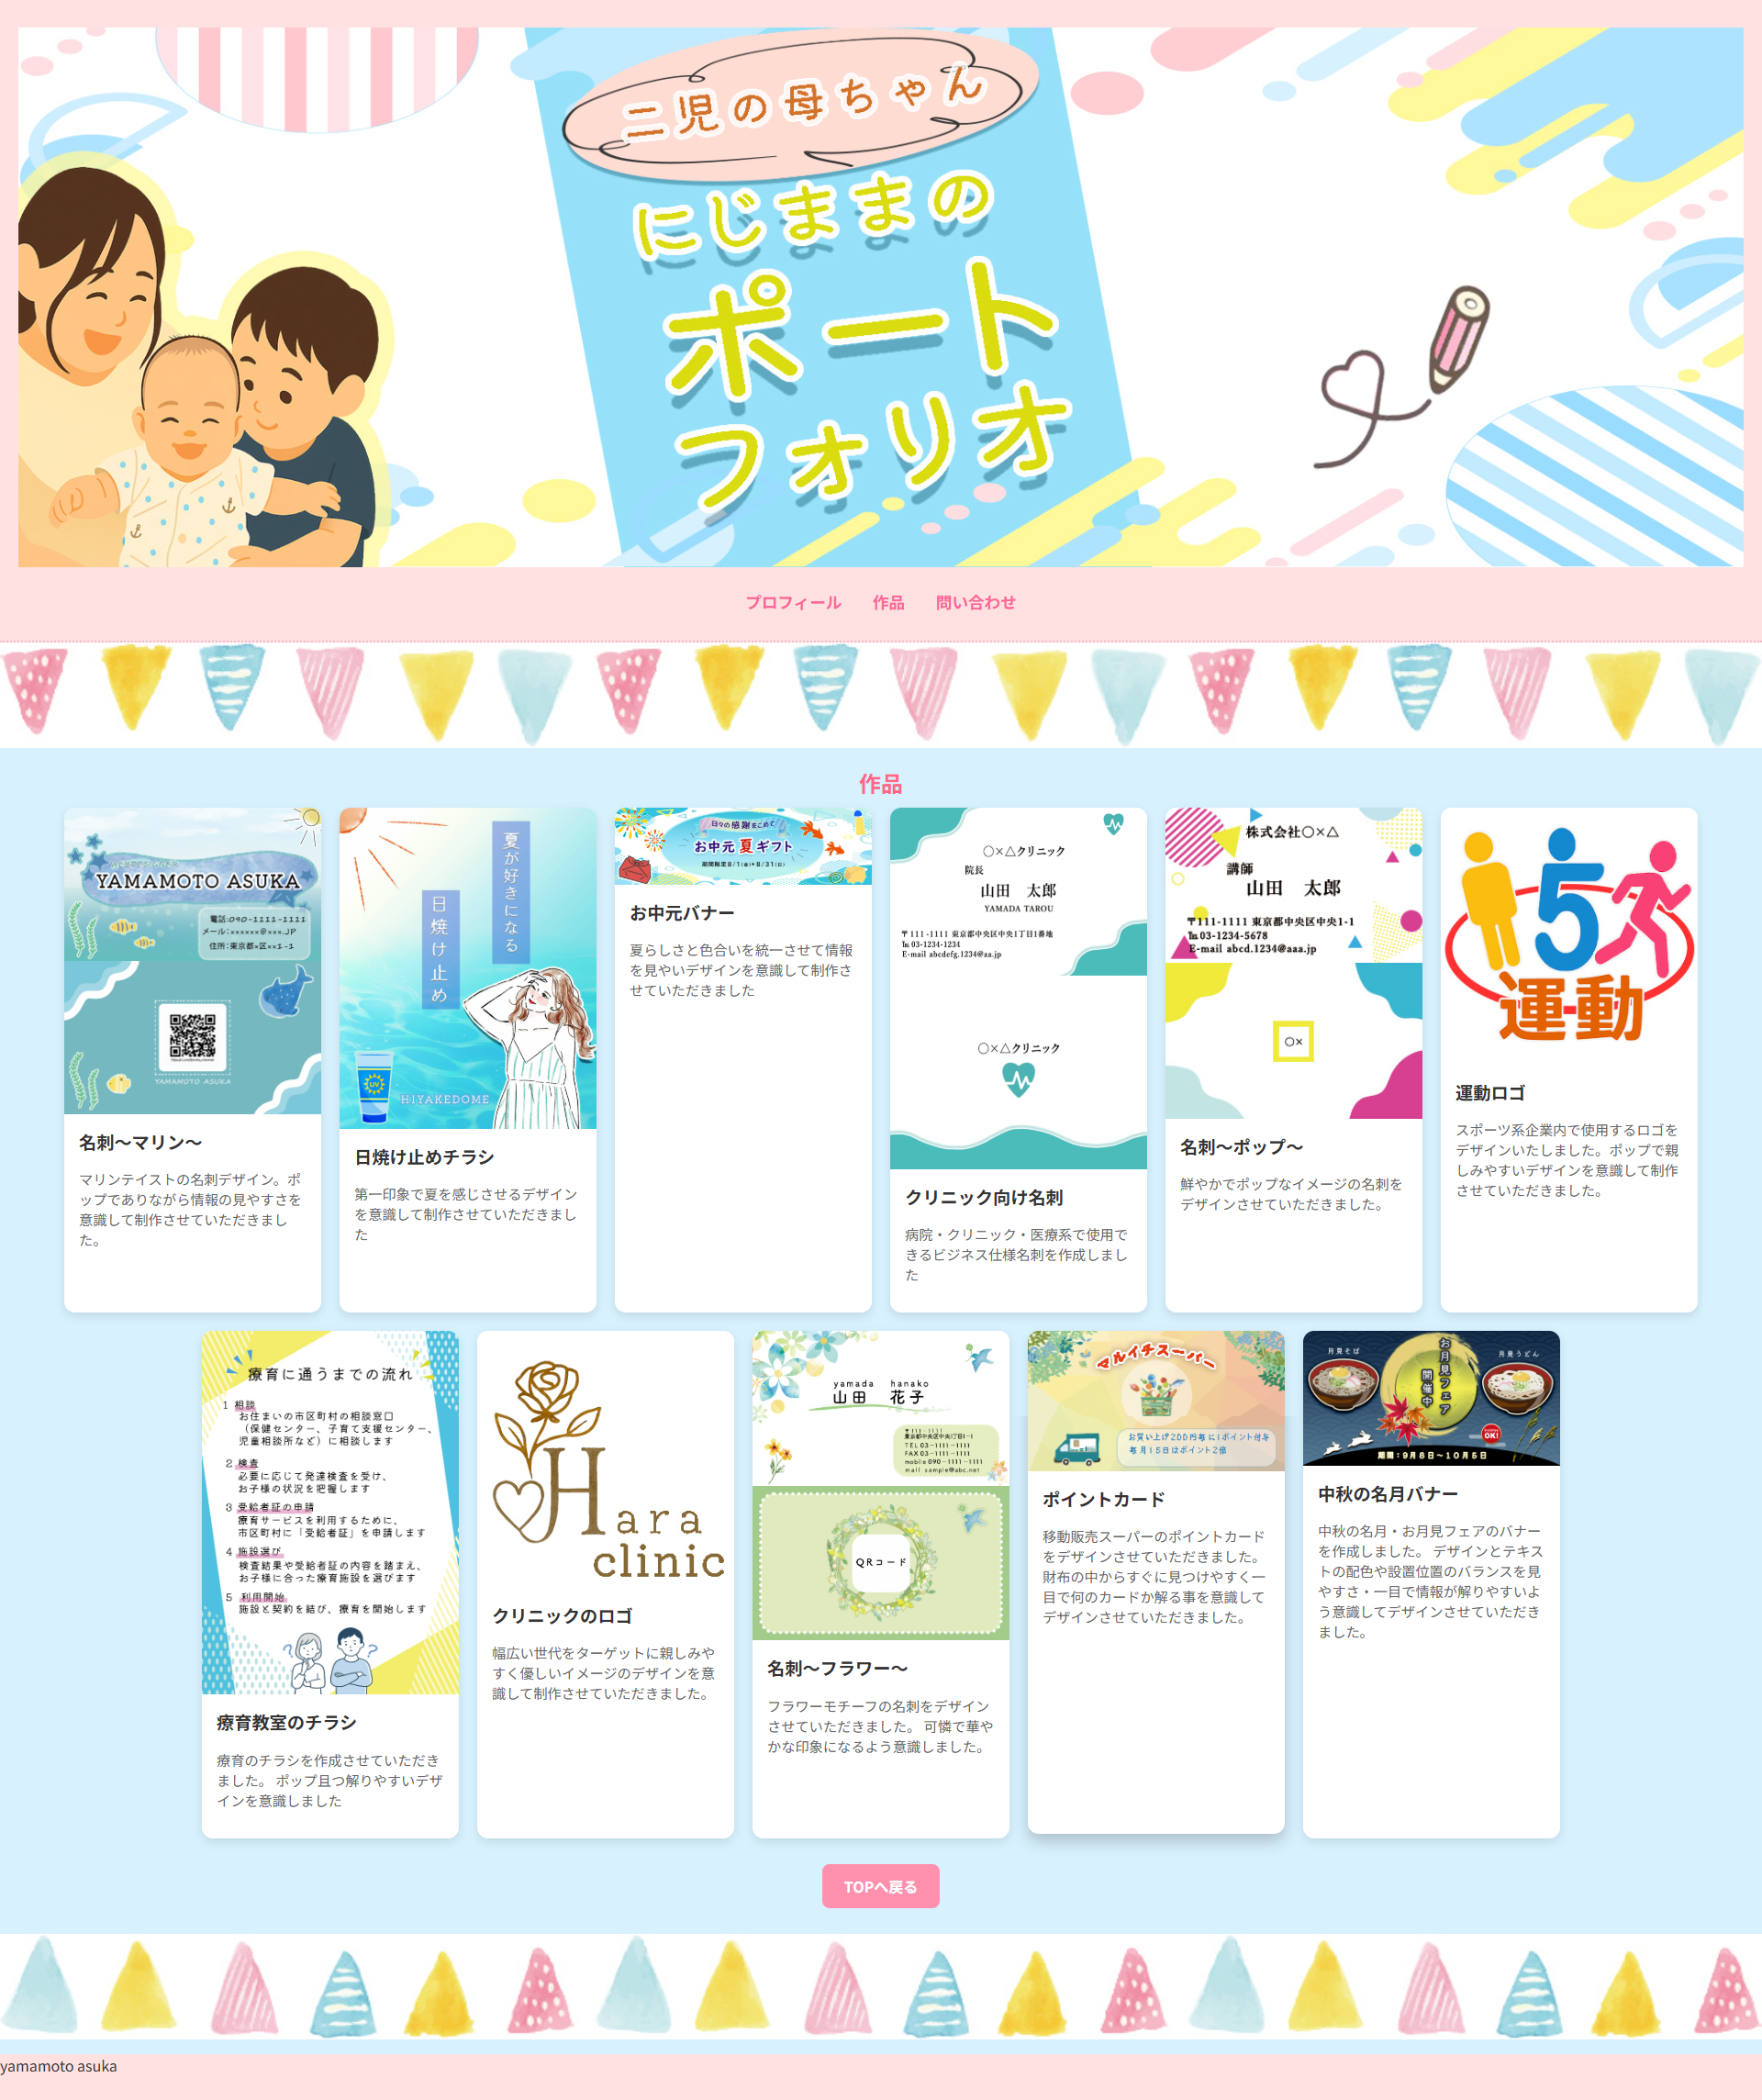 二児の母ちゃん
にじままの
ポート
フォリオ
プロフィール 作品 問い合わせ
作品
YAMAMOTO ASUKA
電話:090-1111-1111
メール:xxxxxx@xxx.JP
住所:東京都x区xx1-1
YAMAMOTO ASUKA
名刺～マリン～
マリンテイストの名刺デザイン。ポ
ップでありながら情報の見やすさを
意識して制作させていただきまし
た。
夏が好きになる
日焼け止め
HIYAKEDOME
UV
日焼け止めチラシ
第一印象で夏を感じさせるデザイン
を意識して制作させていただきまし
た
日々の感謝をこめて
お中元 夏 ギフト
期間限定8/1(金)～8/31(日)
お中元バナー
夏らしさと色合いを統一させて情報
を見やいデザインを意識して制作さ
せていただきました
〇×△クリニック
院長
山田 太郎
YAMADA TAROU
〒111-1111 東京都中央区中央1丁目1番地
℡03-1234-1234
E-mail abcdefg.1234@aa.jp
〇×△クリニック
クリニック向け名刺
病院・クリニック・医療系で使用で
きるビジネス仕様名刺を作成しまし
た
株式会社〇×△
講師
山田 太郎
〒111-1111 東京都中央区中央1-1
℡03-1234-5678
E-mail abcd.1234@aaa.jp
〇×
名刺～ポップ～
鮮やかでポップなイメージの名刺を
デザインさせていただきました。
5
運動
運動ロゴ
スポーツ系企業内で使用するロゴを
デザインいたしました。ポップで親
しみやすいデザインを意識して制作
させていただきました。
療育に通うまでの流れ
1 相談
お住まいの市区町村の相談窓口
（保健センター、子育て支援センター、
児童相談所など）に相談します
2 検査
必要に応じて発達検査を受け、
お子様の状況を把握します
3 受給者証の申請
療育サービスを利用するために、
市区町村に「受給者証」を申請します
4 施設選び
検査結果や受給者証の内容を踏まえ、
お子様に合った療育施設を選びます
5 利用開始
施設と契約を結び、療育を開始します
療育教室のチラシ
療育のチラシを作成させていただき
ました。 ポップ且つ解りやすいデザ
インを意識しました
Hara
clinic
クリニックのロゴ
幅広い世代をターゲットに親しみや
すく優しいイメージのデザインを意
識して制作させていただきました。
yamada hanako
山田 花子
〒111-1111
東京都中央区中央1丁目1-1
TEL 03-1111-1111
FAX 03-1111-1111
mobile 090-1111-1111
mail sample@abc.net
QRコード
名刺～フラワー～
フラワーモチーフの名刺をデザイン
させていただきました。 可憐で華や
かな印象になるよう意識しました。
マルイチスーパー
お買い上げ200円毎に1ポイント付与
毎月15日はポイント2倍
ポイントカード
移動販売スーパーのポイントカード
をデザインさせていただきました。
財布の中からすぐに見つけやすく一
目で何のカードか解る事を意識して
デザインさせていただきました。
月見そば
お月見フェア
開催中
月見うどん
OK!
期間：9月8日～10月5日
中秋の名月バナー
中秋の名月・お月見フェアのバナー
を作成しました。 デザインとテキス
トの配色や設置位置のバランスを見
やすさ・一目で情報が解りやすいよ
う意識してデザインさせていただき
ました。
TOPへ戻る
yamamoto asuka